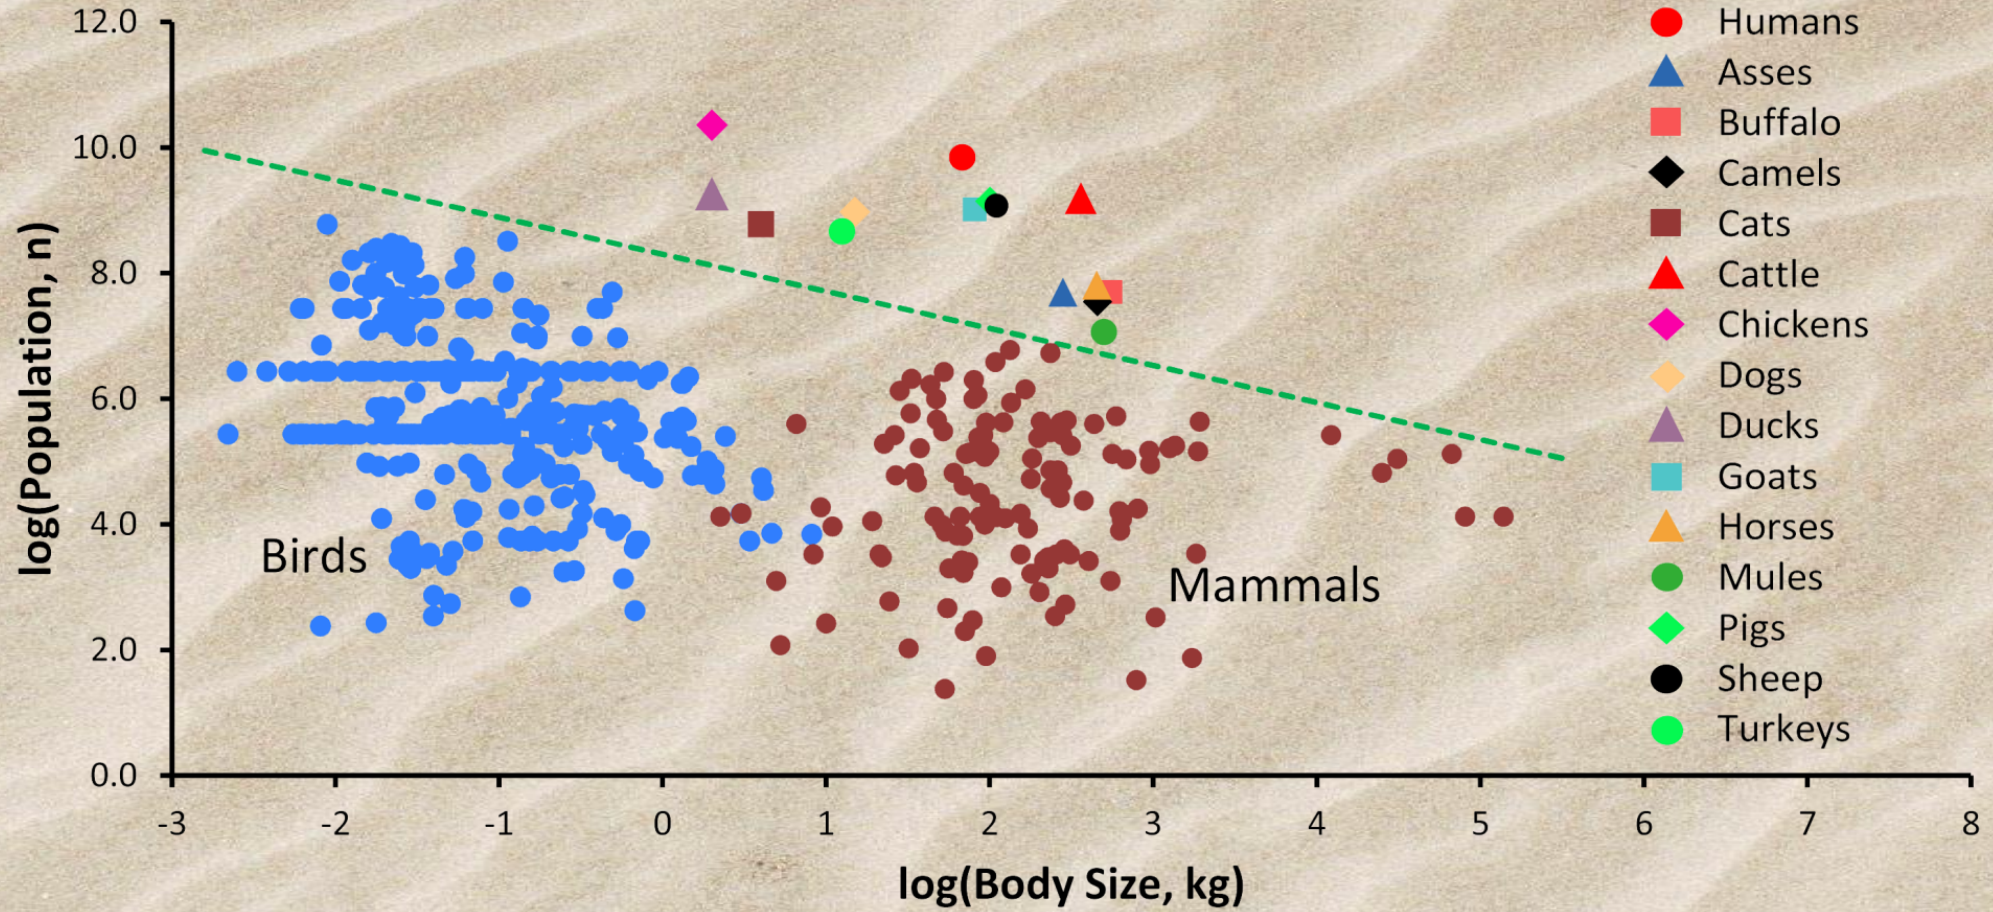 12.0
10.0
8.0
6.0
4.0
2.0
0.0
log(Population, n)
-3 -2 -1 0 1 2 3 4 5 6 7 8
log(Body Size, kg)
Birds
Mammals
Humans
Asses
Buffalo
Camels
Cats
Cattle
Chickens
Dogs
Ducks
Goats
Horses
Mules
Pigs
Sheep
Turkeys